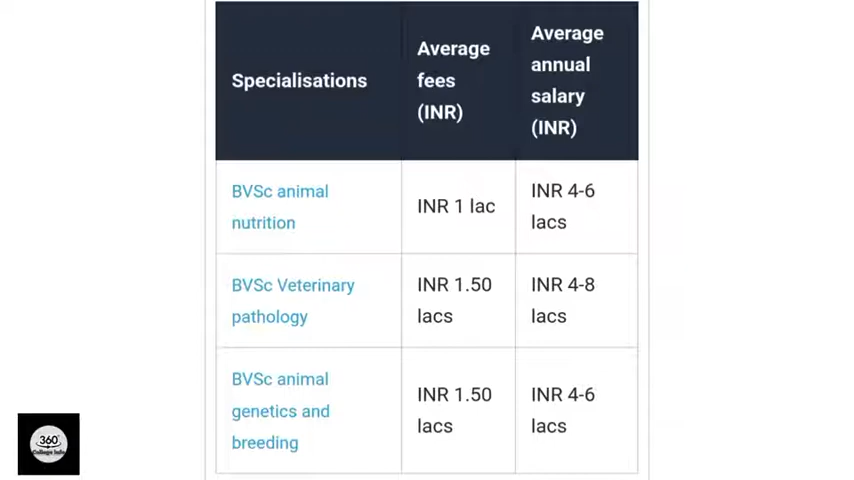 Specialisations
Average
fees
(INR)
Average
annual
salary
(INR)
BVSc animal
nutrition
INR 1 lac
INR 4-6
lacs
BVSc Veterinary
pathology
INR 1.50
lacs
INR 4-8
lacs
BVSc animal
genetics and
breeding
INR 1.50
lacs
INR 4-6
lacs
360°
College Info